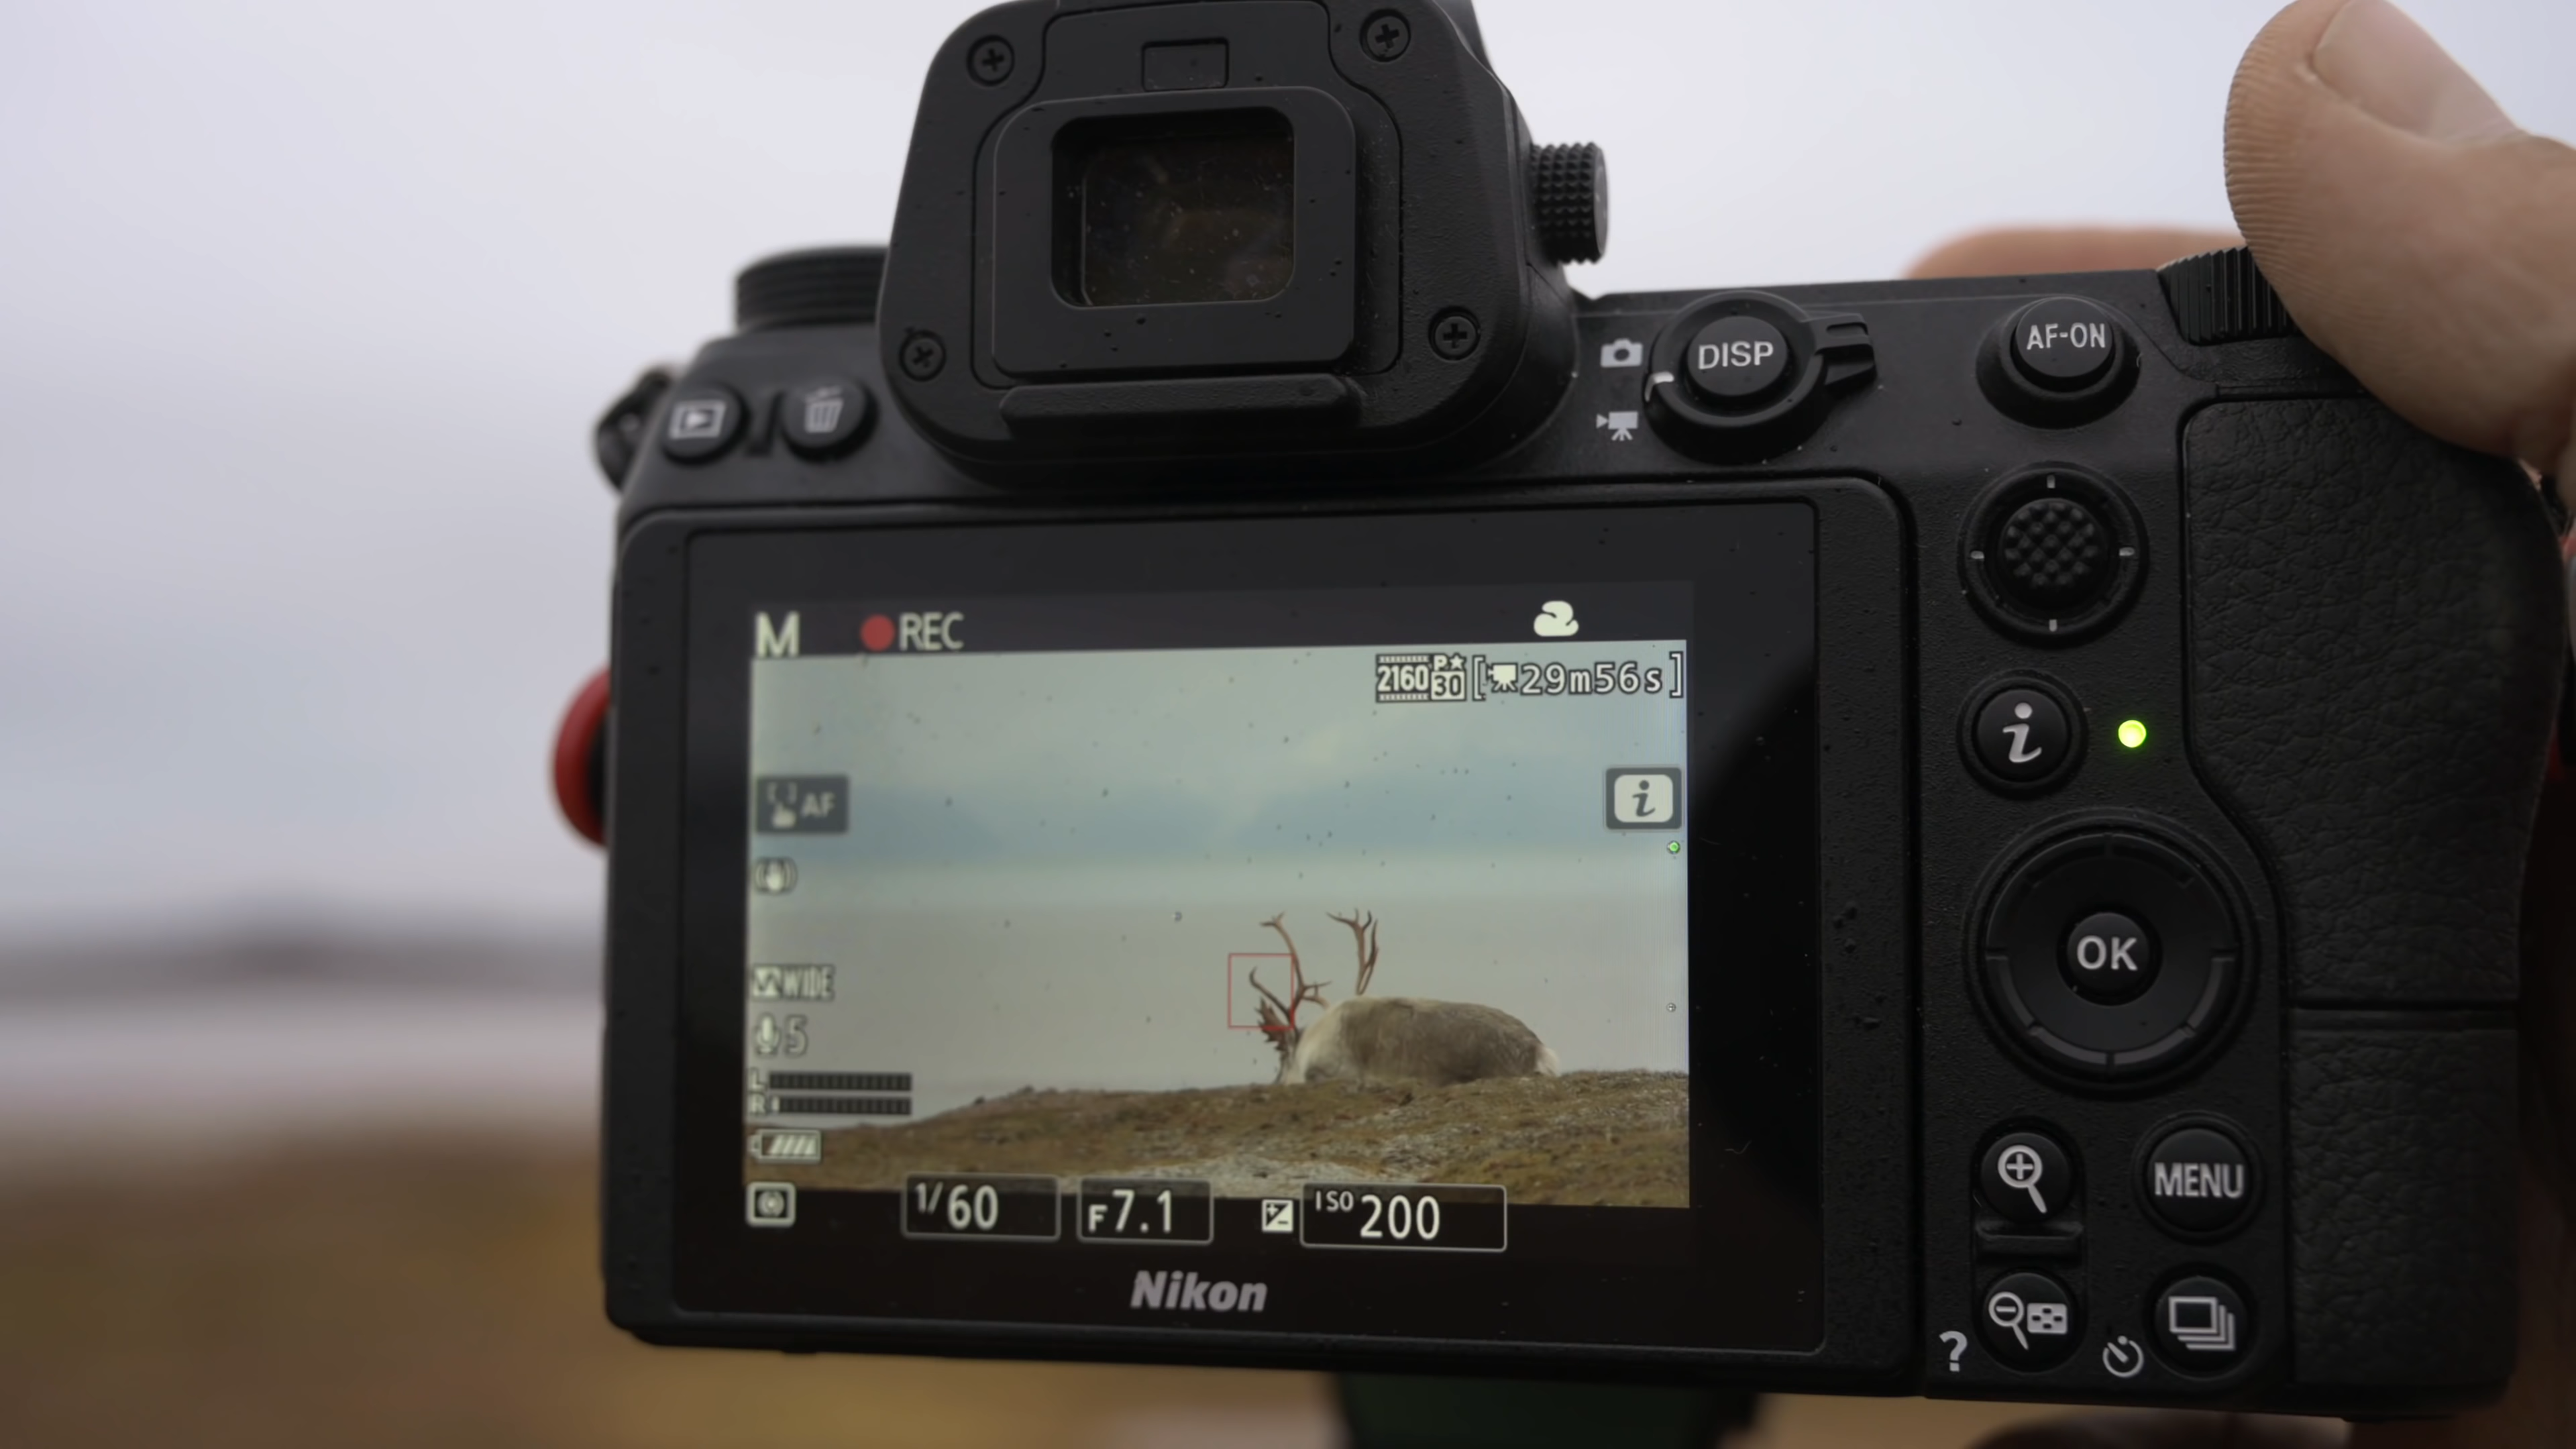 DISP
AF-ON
M REC
2160 P★ 30 [29m56s]
AF
i
i
WIDE
5
L
R
OK
1/60 F7.1 ISO 200
MENU
Nikon
?